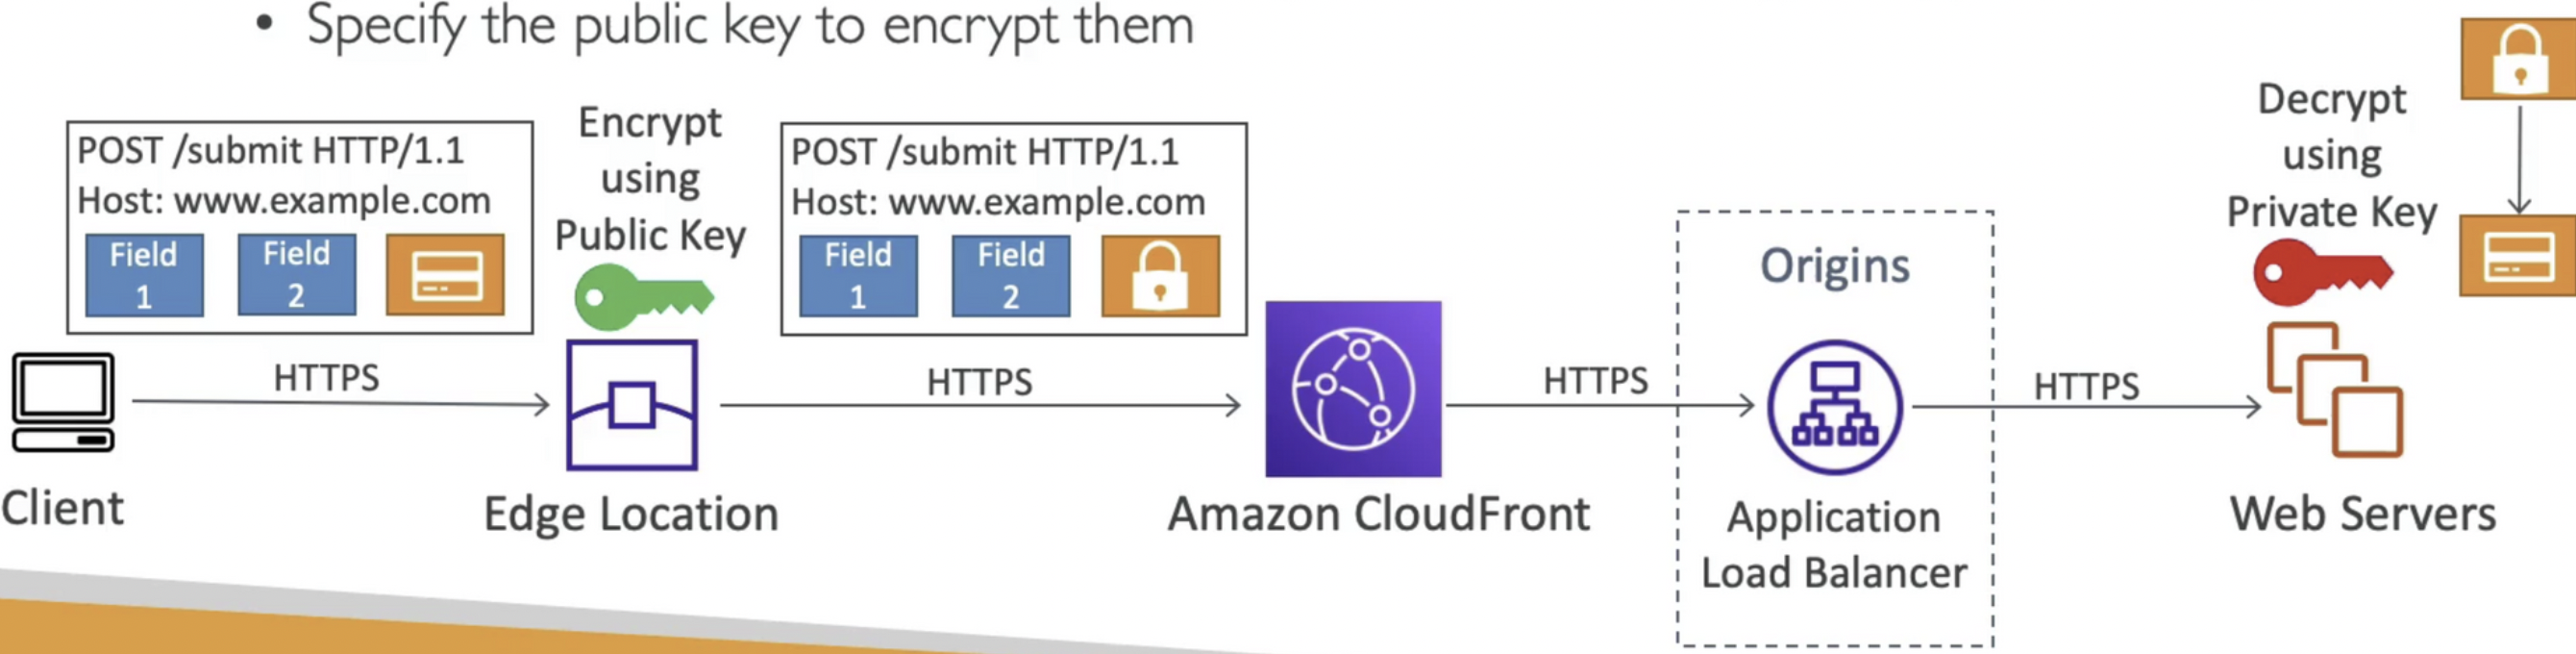 • Specify the public key to encrypt them
POST /submit HTTP/1.1
Host: www.example.com
Field
1
Field
2
Encrypt
using
Public Key
POST /submit HTTP/1.1
Host: www.example.com
Field
1
Field
2
Decrypt
using
Private Key
Origins
HTTPS
HTTPS
HTTPS
HTTPS
Client
Edge Location
Amazon CloudFront
Application
Load Balancer
Web Servers